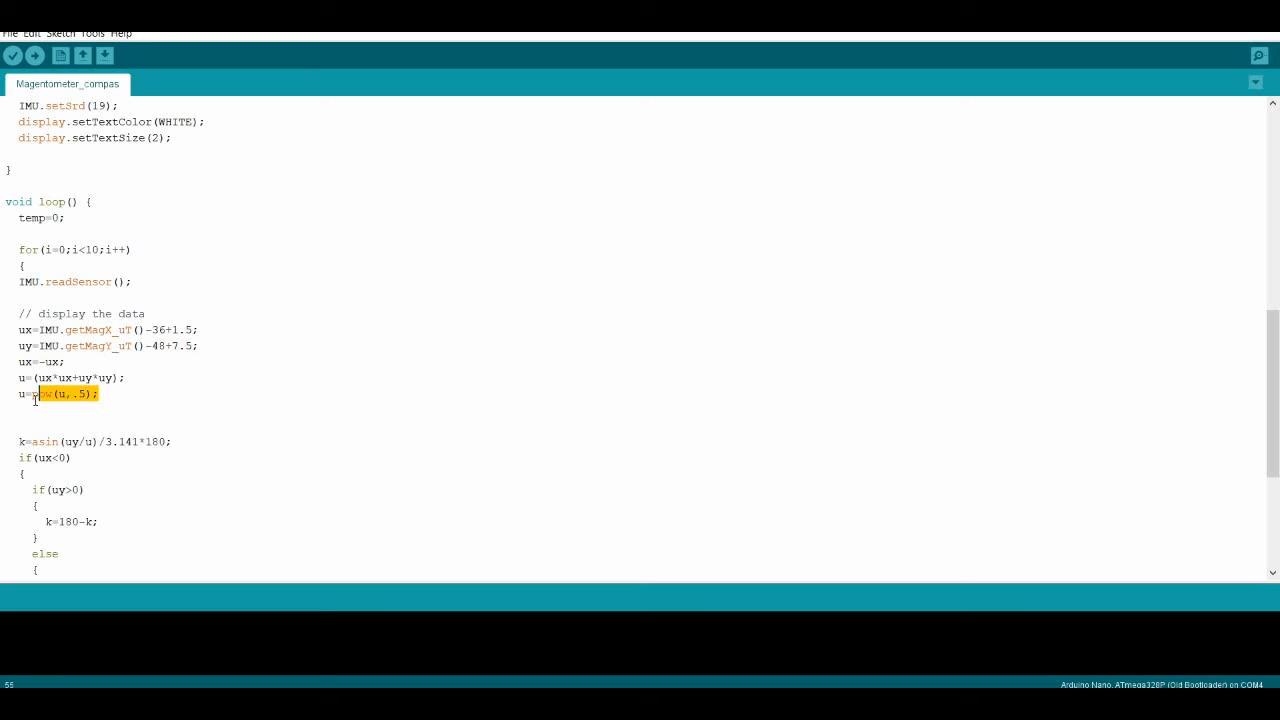 File Edit Sketch Tools Help
Magentometer_compas
IMU.setSrd(19);
display.setTextColor(WHITE);
display.setTextSize(2);
}
void loop() {
temp=0;
for(i=0;i<10;i++)
{
IMU.readSensor();
// display the data
ux=IMU.getMagX_uT()-36+1.5;
uy=IMU.getMagY_uT()-48+7.5;
ux=-ux;
u=(ux*ux+uy*uy);
u=pow(u,.5);
k=asin(uy/u)/3.141*180;
if(ux<0)
{
if(uy>0)
{
k=180-k;
}
else
{
55
Arduino Nano, ATmega328P (Old Bootloader) on COM4